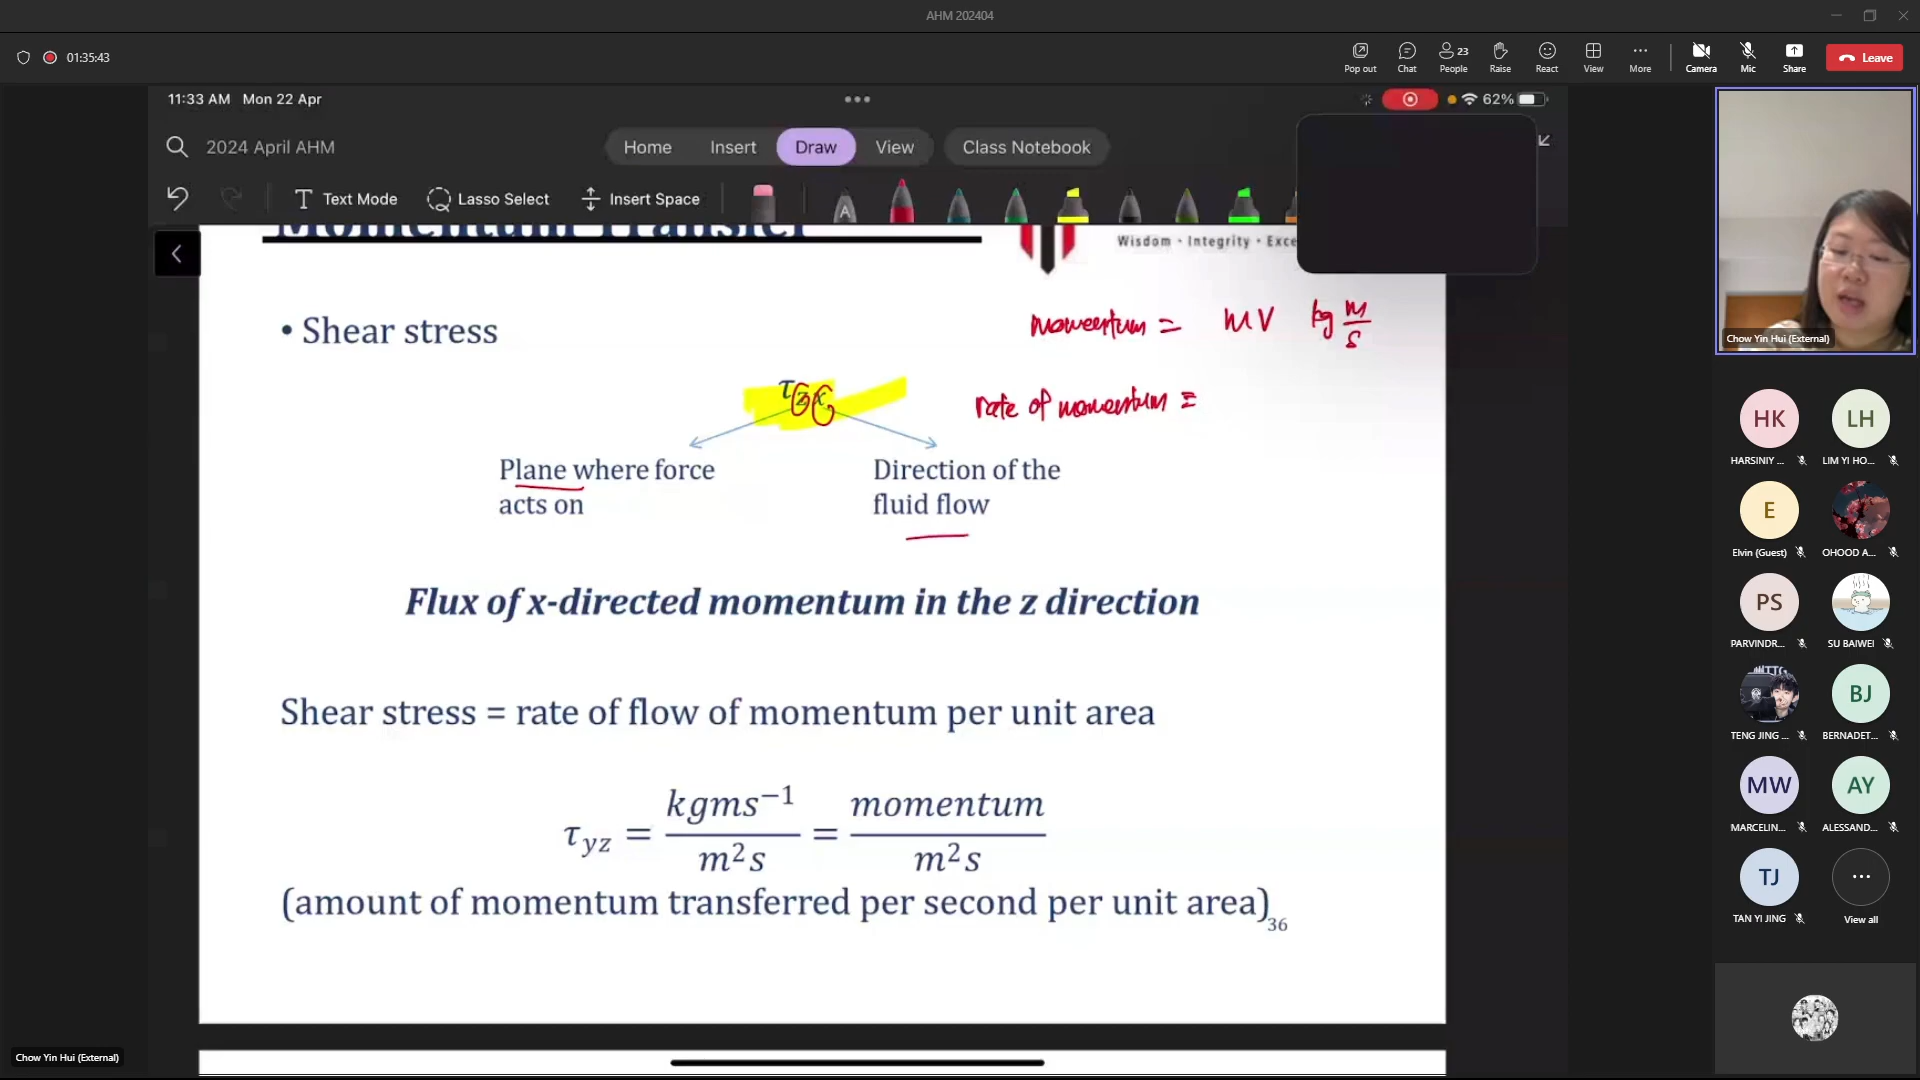 AHM 202404
01:35:43
Pop out Chat People 23 Raise React View More Camera Mic Share Leave
11:33 AM Mon 22 Apr
62%
2024 April AHM
Home Insert Draw View Class Notebook
Text Mode Lasso Select Insert Space
A
Momentum Transfer
Wisdom · Integrity · Exce
• Shear stress
momentum = mv kg m/s
τzx
rate of momentum =
Plane where force
acts on
Direction of the
fluid flow
Flux of x-directed momentum in the z direction
Shear stress = rate of flow of momentum per unit area
τyz = kgms⁻¹/m²s = momentum/m²s
(amount of momentum transferred per second per unit area)
36
Chow Yin Hui (External)
Chow Yin Hui (External)
HK LH
HARSINIY ... LIM YI HO...
E
Elvin (Guest) OHOOD A...
PS
PARVINDR... SU BAIWEI
BJ
TENG JING ... BERNADET...
MW AY
MARCELIN... ALESSAND...
TJ ...
TAN YI JING View all